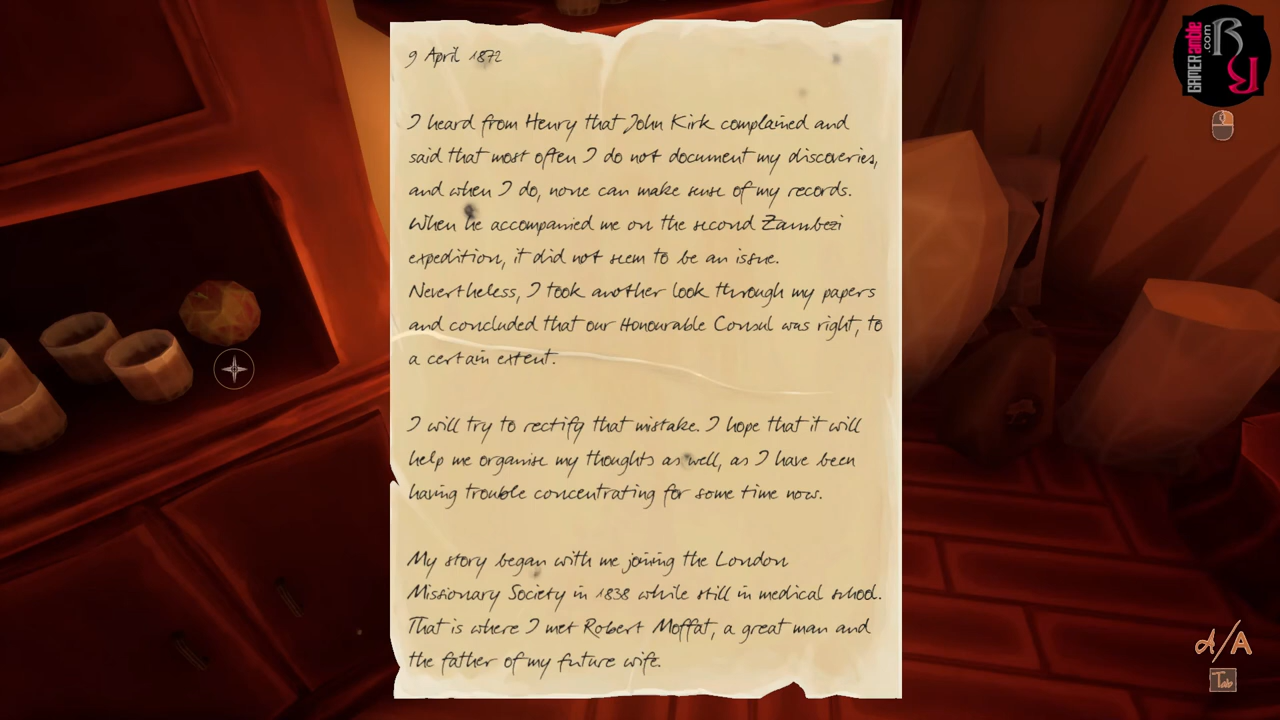 9 April 1872
I heard from Henry that John Kirk complained and
said that most often I do not document my discoveries,
and when I do, none can make sense of my records.
When he accompanied me on the second Zambezi
expedition, it did not seem to be an issue.
Nevertheless, I took another look through my papers
and concluded that our Honourable Consul was right, to
a certain extent.
I will try to rectify that mistake. I hope that it will
help me organise my thoughts as well, as I have been
having trouble concentrating for some time now.
My story began with me joining the London
Missionary Society in 1838 while still in medical school.
That is where I met Robert Moffat, a great man and
the father of my future wife.
GAMERamble
.com
R
y
A/A
Tab